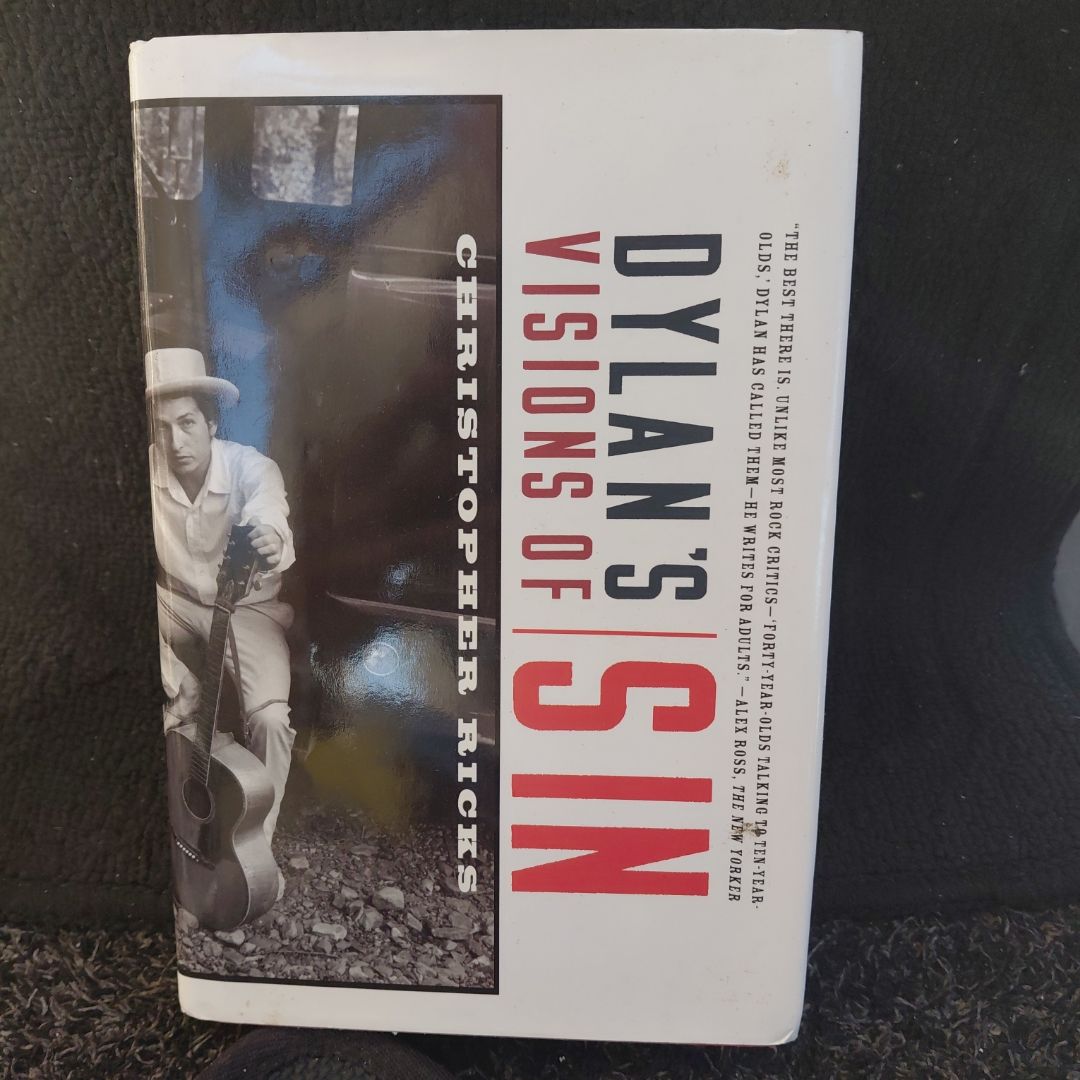 “THE BEST THERE IS. UNLIKE MOST ROCK CRITICS—‘FORTY-YEAR-OLDS TALKING TO TEN-YEAR-
OLDS,’ DYLAN HAS CALLED THEM—HE WRITES FOR ADULTS.” —ALEX ROSS, THE NEW YORKER
DYLAN'S
VISIONS OF
SIN
CHRISTOPHER RICKS